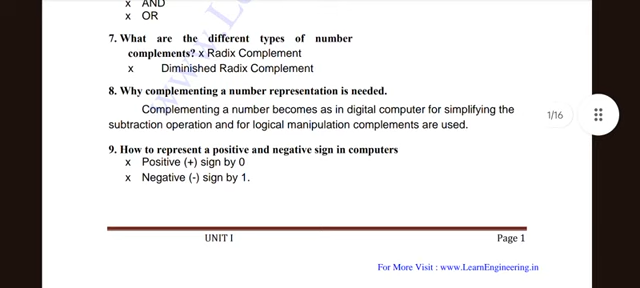 x AND
x OR
7. What are the different types of number
complements? x Radix Complement
x Diminished Radix Complement
8. Why complementing a number representation is needed.
Complementing a number becomes as in digital computer for simplifying the
subtraction operation and for logical manipulation complements are used.
1/16
9. How to represent a positive and negative sign in computers
x Positive (+) sign by 0
x Negative (-) sign by 1.
UNIT I Page 1
For More Visit : www.LearnEngineering.in